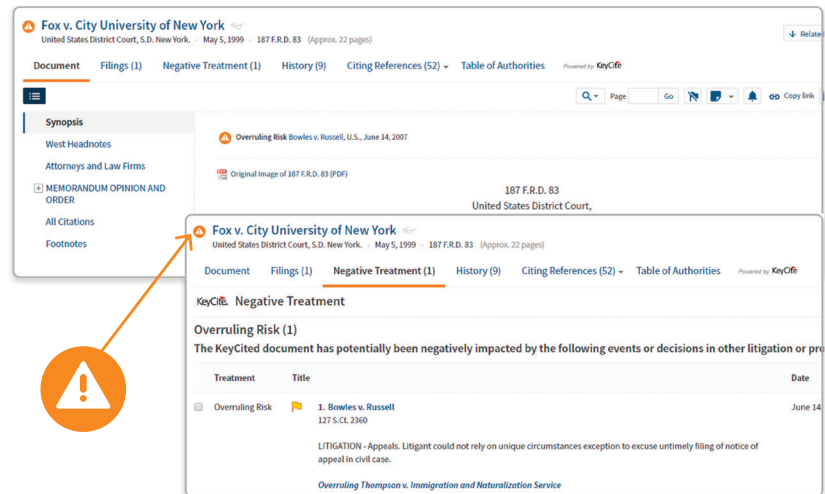 Fox v. City University of New York
United States District Court, S.D. New York. May 5, 1999 187 F.R.D. 83 (Approx. 22 pages)
Related
Document Filings (1) Negative Treatment (1) History (9) Citing References (52) Table of Authorities Powered by KeyCite
Page Go Copy link
Synopsis
West Headnotes
Attorneys and Law Firms
MEMORANDUM OPINION AND
ORDER
All Citations
Footnotes
Overruling Risk Bowles v. Russell, U.S., June 14, 2007
Original Image of 187 F.R.D. 83 (PDF)
187 F.R.D. 83
United States District Court,
Fox v. City University of New York
United States District Court, S.D. New York. May 5, 1999 187 F.R.D. 83 (Approx. 22 pages)
Document Filings (1) Negative Treatment (1) History (9) Citing References (52) Table of Authorities Powered by KeyCite
KeyCite. Negative Treatment
Overruling Risk (1)
The KeyCited document has potentially been negatively impacted by the following events or decisions in other litigation or pro
Treatment Title Date
Overruling Risk 1. Bowles v. Russell June 14
127 S.Ct. 2360
LITIGATION - Appeals. Litigant could not rely on unique circumstances exception to excuse untimely filing of notice of
appeal in civil case.
Overruling Thompson v. Immigration and Naturalization Service